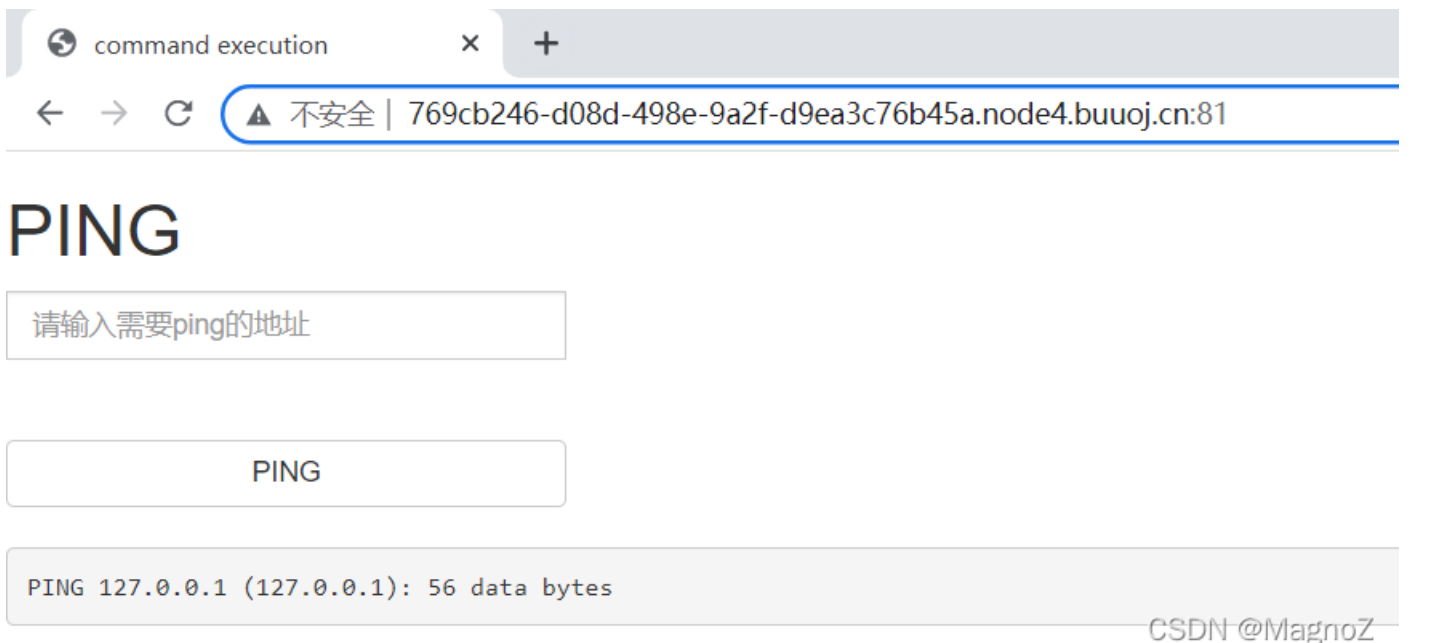 command execution
不安全 | 769cb246-d08d-498e-9a2f-d9ea3c76b45a.node4.buuoj.cn:81
PING
请输入需要ping的地址
PING
PING 127.0.0.1 (127.0.0.1): 56 data bytes
CSDN @MagnoZ